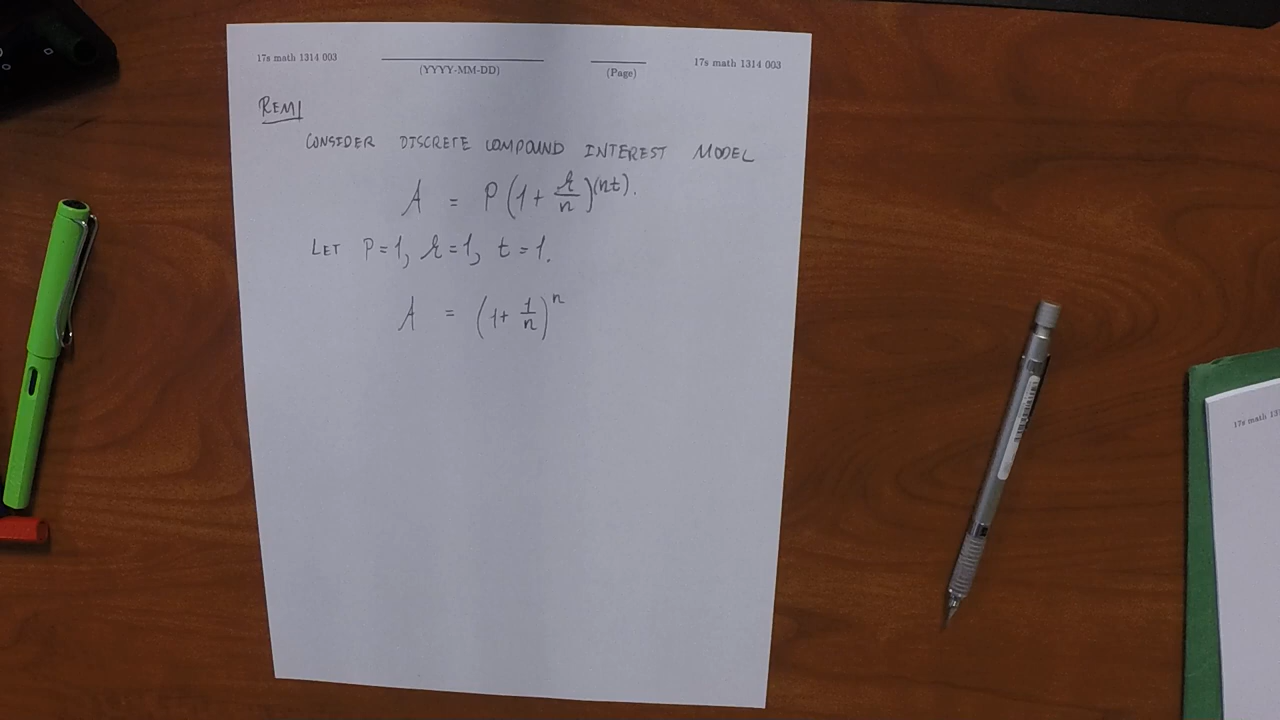 17s math 1314 003 (YYYY-MM-DD) (Page) 17s math 1314 003
REM
CONSIDER DISCRETE COMPOUND INTEREST MODEL
A = P(1 + r/n)^(nt).
LET P=1, r=1, t=1.
A = (1 + 1/n)^n
17s math 131